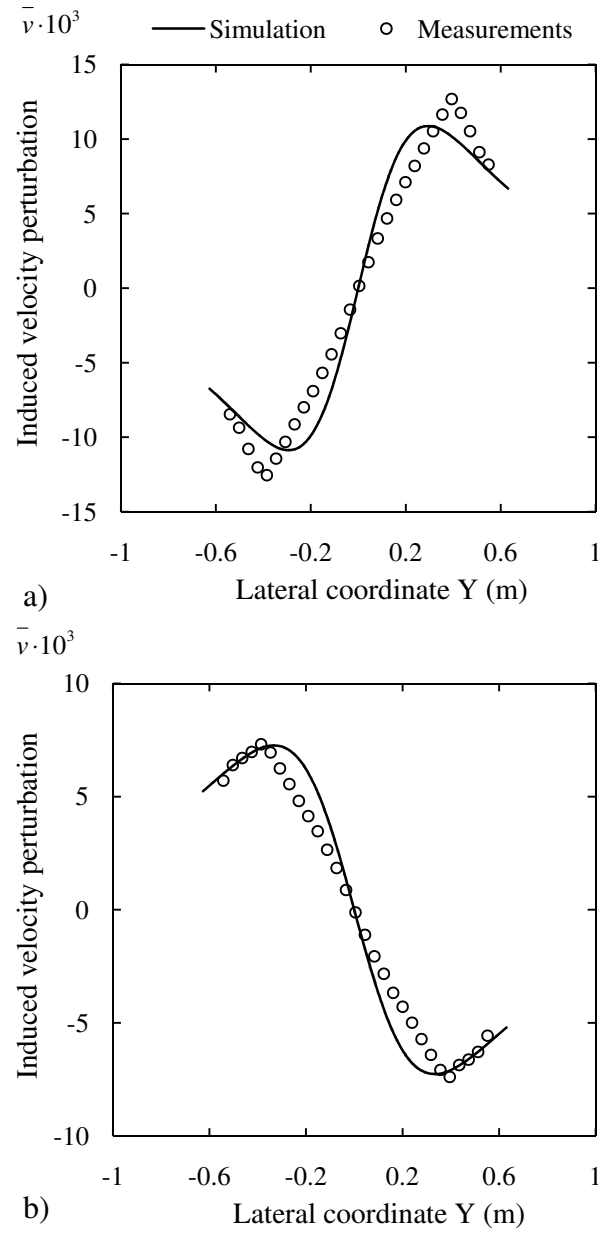 v̄·10³
Simulation Measurements
15
10
5
0
-5
-10
-15
-1 -0.6 -0.2 0.2 0.6 1
Induced velocity perturbation
Lateral coordinate Y (m)
a)
v̄·10³
10
5
0
-5
-10
-1 -0.6 -0.2 0.2 0.6 1
Induced velocity perturbation
Lateral coordinate Y (m)
b)